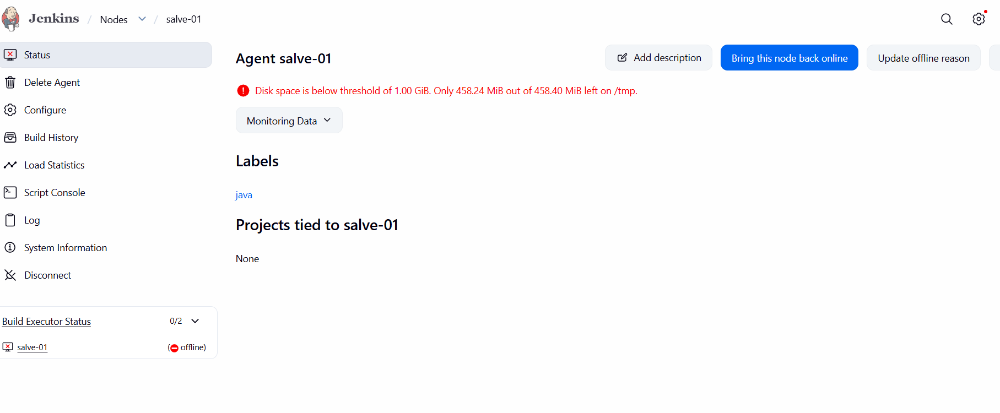 Jenkins / Nodes / salve-01
Status
Delete Agent
Configure
Build History
Load Statistics
Script Console
Log
System Information
Disconnect
Build Executor Status 0/2
salve-01 (offline)
Agent salve-01
Add description
Bring this node back online
Update offline reason
Disk space is below threshold of 1.00 GiB. Only 458.24 MiB out of 458.40 MiB left on /tmp.
Monitoring Data
Labels
java
Projects tied to salve-01
None